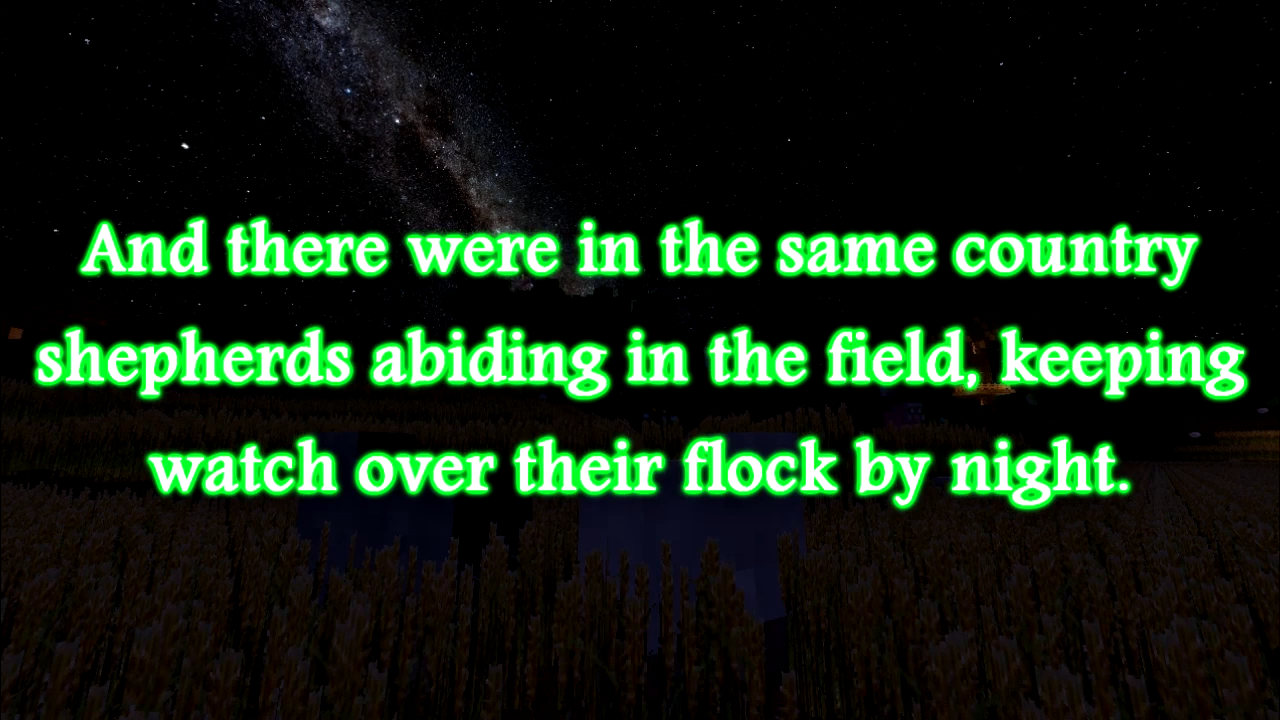 And there were in the same country
shepherds abiding in the field, keeping
watch over their flock by night.